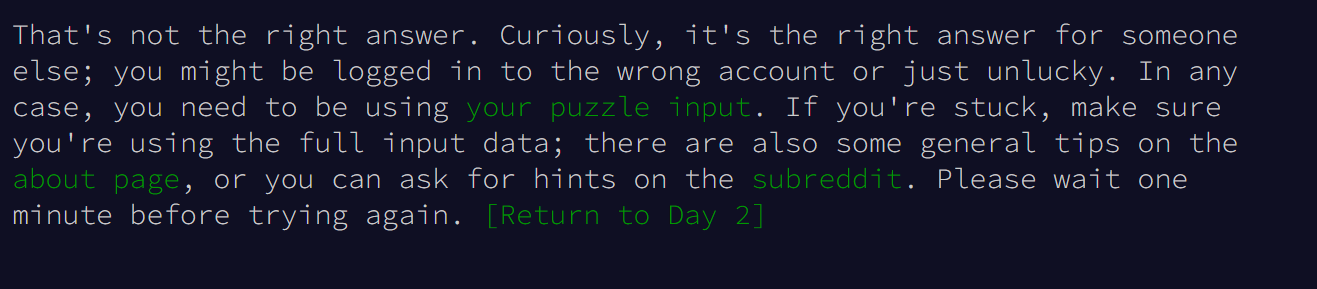 That's not the right answer. Curiously, it's the right answer for someone
else; you might be logged in to the wrong account or just unlucky. In any
case, you need to be using your puzzle input. If you're stuck, make sure
you're using the full input data; there are also some general tips on the
about page, or you can ask for hints on the subreddit. Please wait one
minute before trying again. [Return to Day 2]